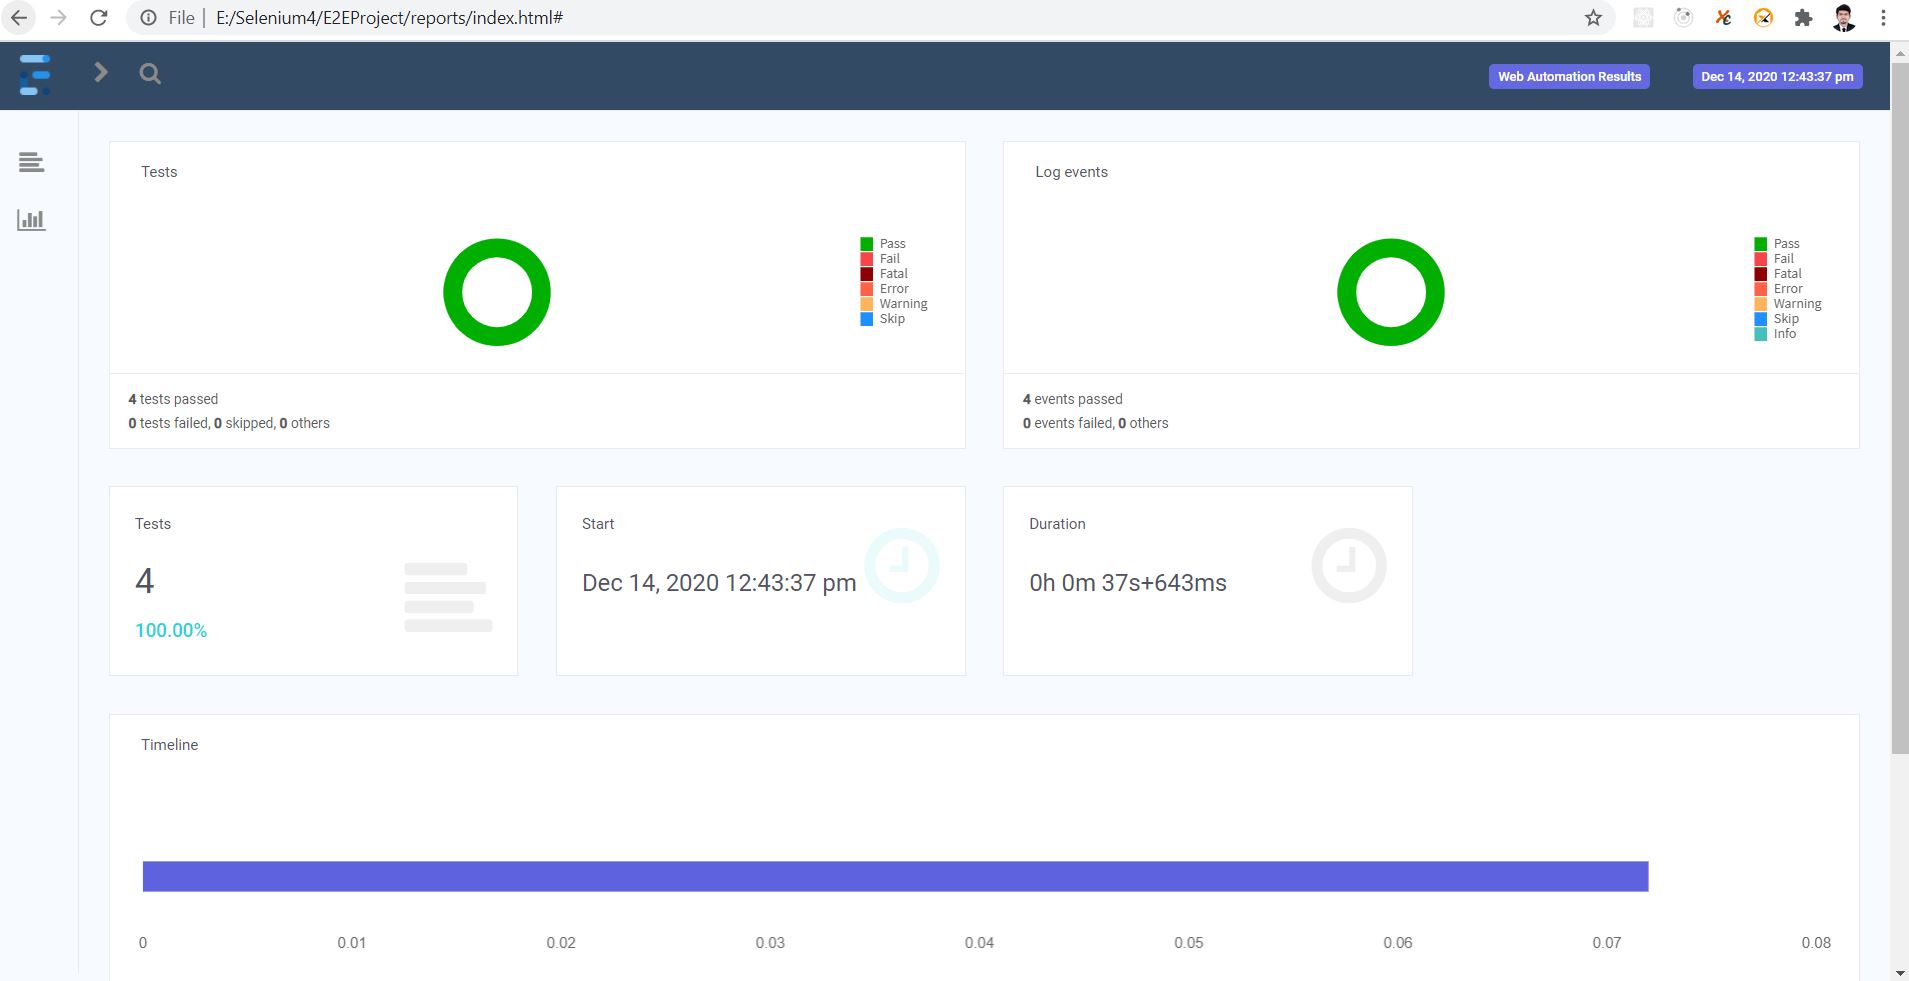 File | E:/Selenium4/E2EProject/reports/index.html#
Web Automation Results
Dec 14, 2020 12:43:37 pm
Tests
Pass
Fail
Fatal
Error
Warning
Skip
4 tests passed
0 tests failed, 0 skipped, 0 others
Log events
Pass
Fail
Fatal
Error
Warning
Skip
Info
4 events passed
0 events failed, 0 others
Tests
4
100.00%
Start
Dec 14, 2020 12:43:37 pm
Duration
0h 0m 37s+643ms
Timeline
0 0.01 0.02 0.03 0.04 0.05 0.06 0.07 0.08